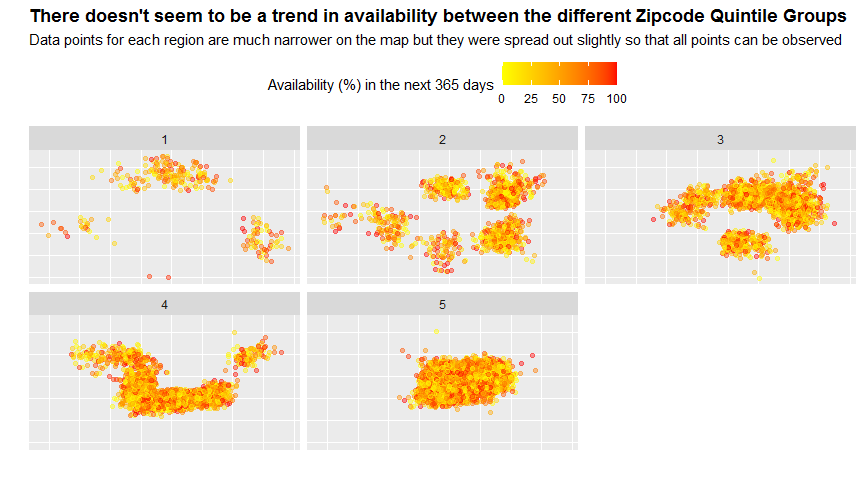 There doesn't seem to be a trend in availability between the different Zipcode Quintile Groups
Data points for each region are much narrower on the map but they were spread out slightly so that all points can be observed
Availability (%) in the next 365 days
0 25 50 75 100
1 2 3
4 5